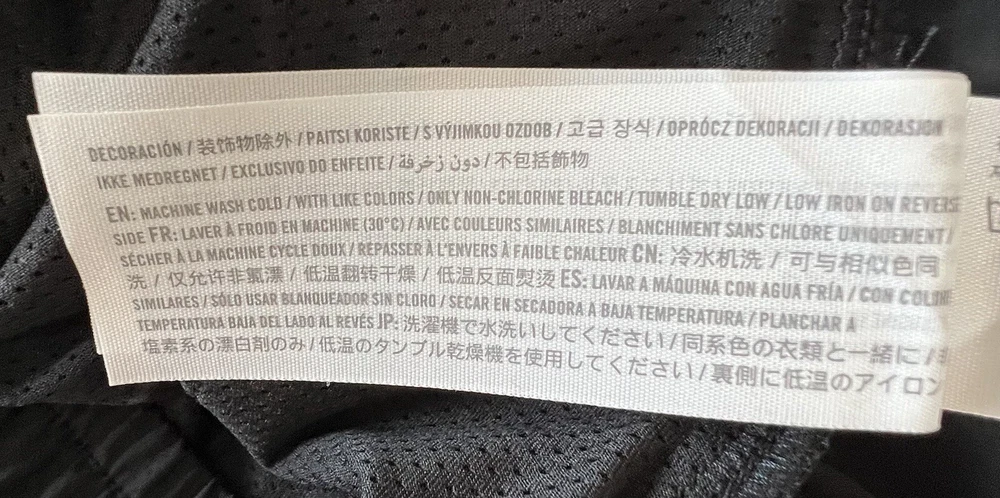 DECORACIÓN / 装饰物除外 / PAITSI KORISTE / S VÝJIMKOU OZDOB / 고급 장식 / OPRÓCZ DEKORACJI / DEKORASJON
IKKE MEDREGNET / EXCLUSIVO DO ENFEITE / دون زخرفة / 不包括飾物
EN: MACHINE WASH COLD / WITH LIKE COLORS / ONLY NON-CHLORINE BLEACH / TUMBLE DRY LOW / LOW IRON ON REVERSE
SIDE FR: LAVER À FROID EN MACHINE (30°C) / AVEC COULEURS SIMILAIRES / BLANCHIMENT SANS CHLORE UNIQUEMENT /
SÉCHER À LA MACHINE CYCLE DOUX / REPASSER À L'ENVERS À FAIBLE CHALEUR CN: 冷水机洗 / 可与相似色同
洗 / 仅允许非氯漂 / 低温翻转干燥 / 低温反面熨烫 ES: LAVAR A MÁQUINA CON AGUA FRÍA / CON
SIMILARES / SÓLO USAR BLANQUEADOR SIN CLORO / SECAR EN SECADORA A BAJA TEMPERATURA / PLANCHAR A
TEMPERATURA BAJA DEL LADO AL REVÉS JP: 洗濯機で水洗いしてください / 同系色の衣類と一緒に /
塩素系の漂白剤のみ / 低温のタンブル乾燥機を使用してください / 裏側に低温のアイロン